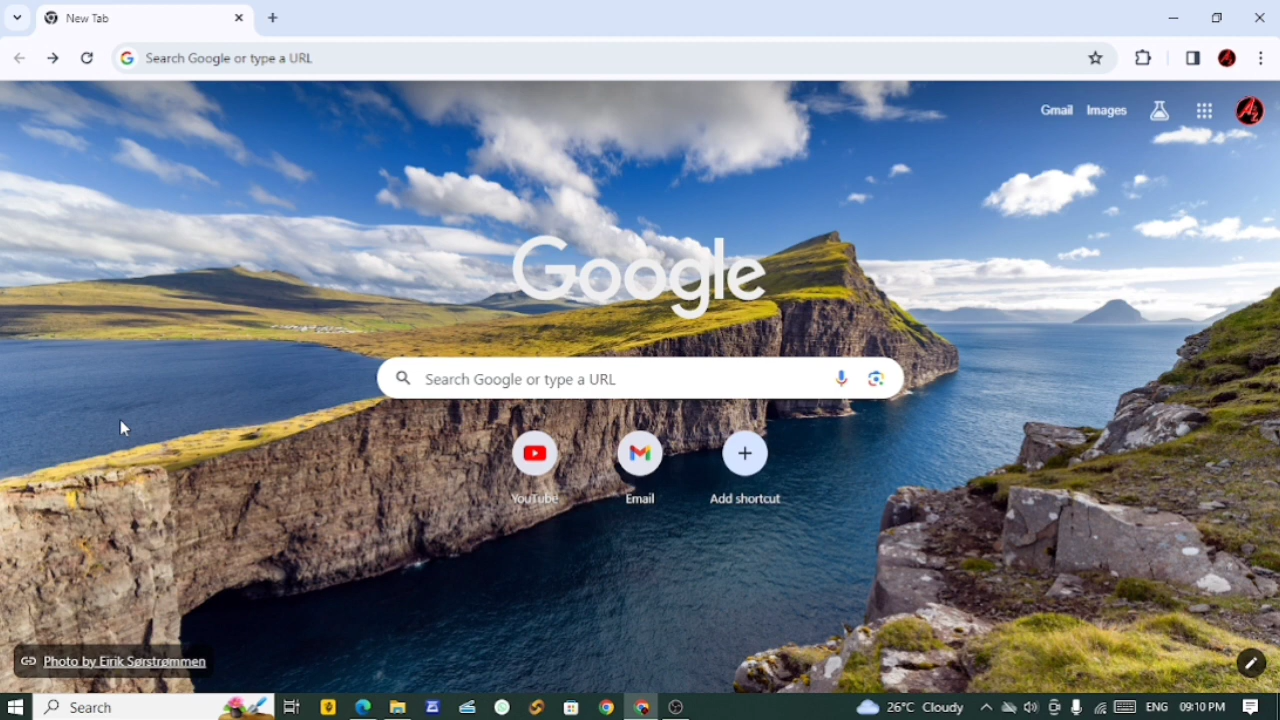 New Tab
Search Google or type a URL
Gmail Images
Google
Search Google or type a URL
YouTube Email Add shortcut
Photo by Eirik Sørstrømmen
Search 26°C Cloudy ENG 09:10 PM